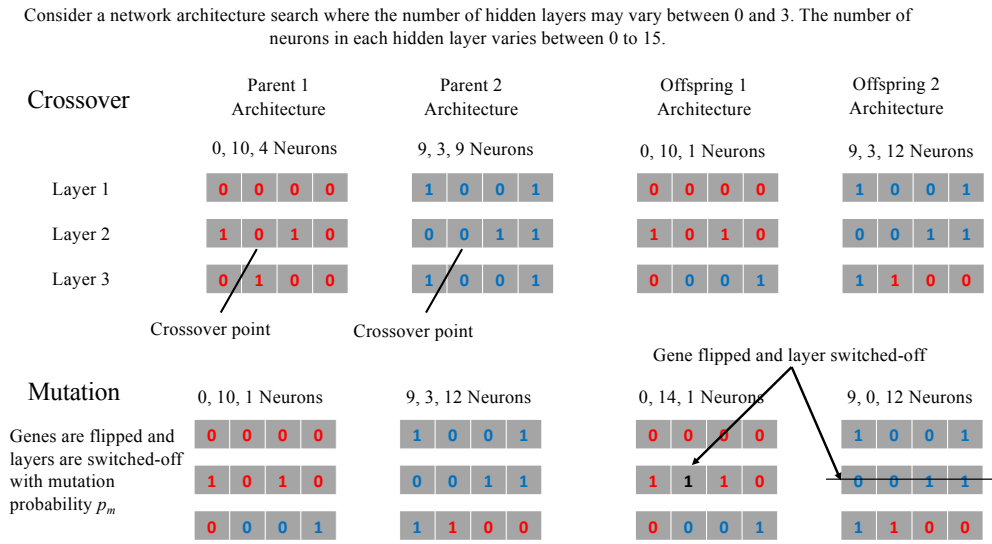 Consider a network architecture search where the number of hidden layers may vary between 0 and 3. The number of
neurons in each hidden layer varies between 0 to 15.
Crossover
Parent 1
Architecture
Parent 2
Architecture
Offspring 1
Architecture
Offspring 2
Architecture
0, 10, 4 Neurons
9, 3, 9 Neurons
0, 10, 1 Neurons
9, 3, 12 Neurons
Layer 1
0 0 0 0
1 0 0 1
0 0 0 0
1 0 0 1
Layer 2
1 0 1 0
0 0 1 1
1 0 1 0
0 0 1 1
Layer 3
0 1 0 0
1 0 0 1
0 0 0 1
1 1 0 0
Crossover point
Crossover point
Gene flipped and layer switched-off
Mutation
0, 10, 1 Neurons
9, 3, 12 Neurons
0, 14, 1 Neurons
9, 0, 12 Neurons
Genes are flipped and
layers are switched-off
with mutation
probability pm
0 0 0 0
1 0 0 1
0 0 0 0
1 0 0 1
1 0 1 0
0 0 1 1
1 1 1 0
0 0 1 1
0 0 0 1
1 1 0 0
0 0 0 1
1 1 0 0